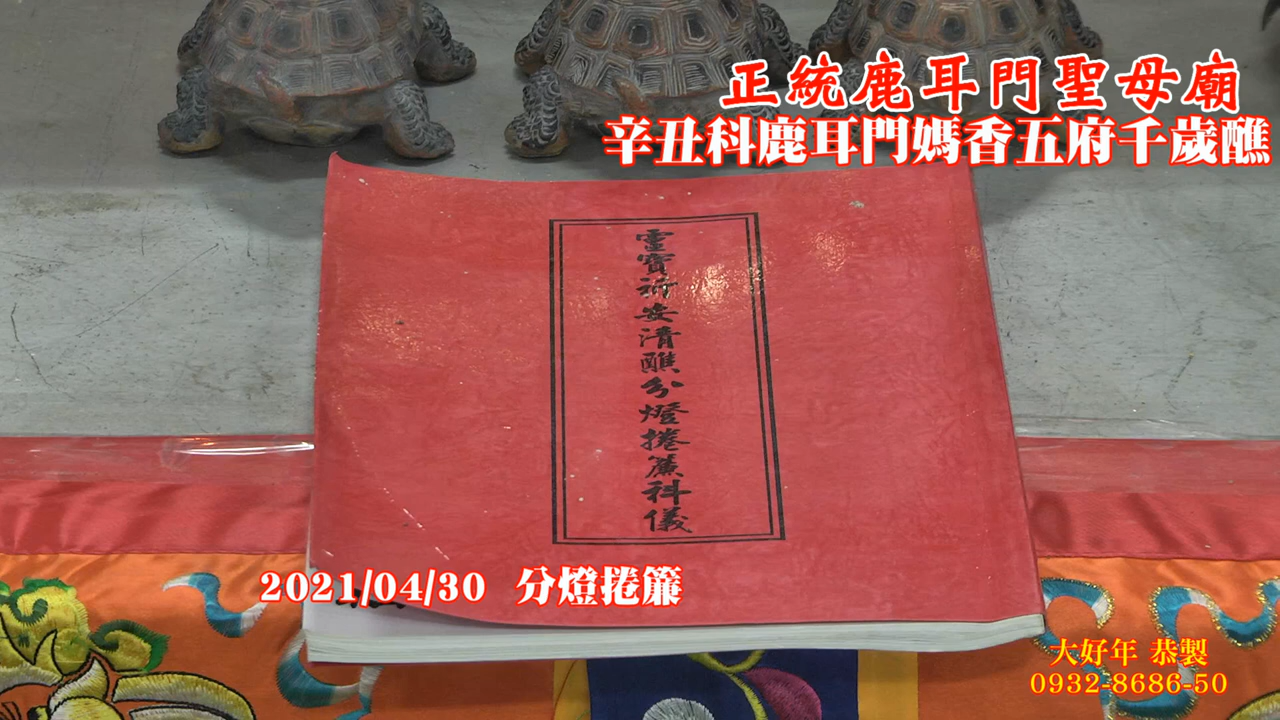 正統鹿耳門聖母廟
辛丑科鹿耳門媽香五府千歲醮
靈寶祈安清醮分燈捲簾科儀
2021/04/30 分燈捲簾
大好年 恭製
0932-8686-50